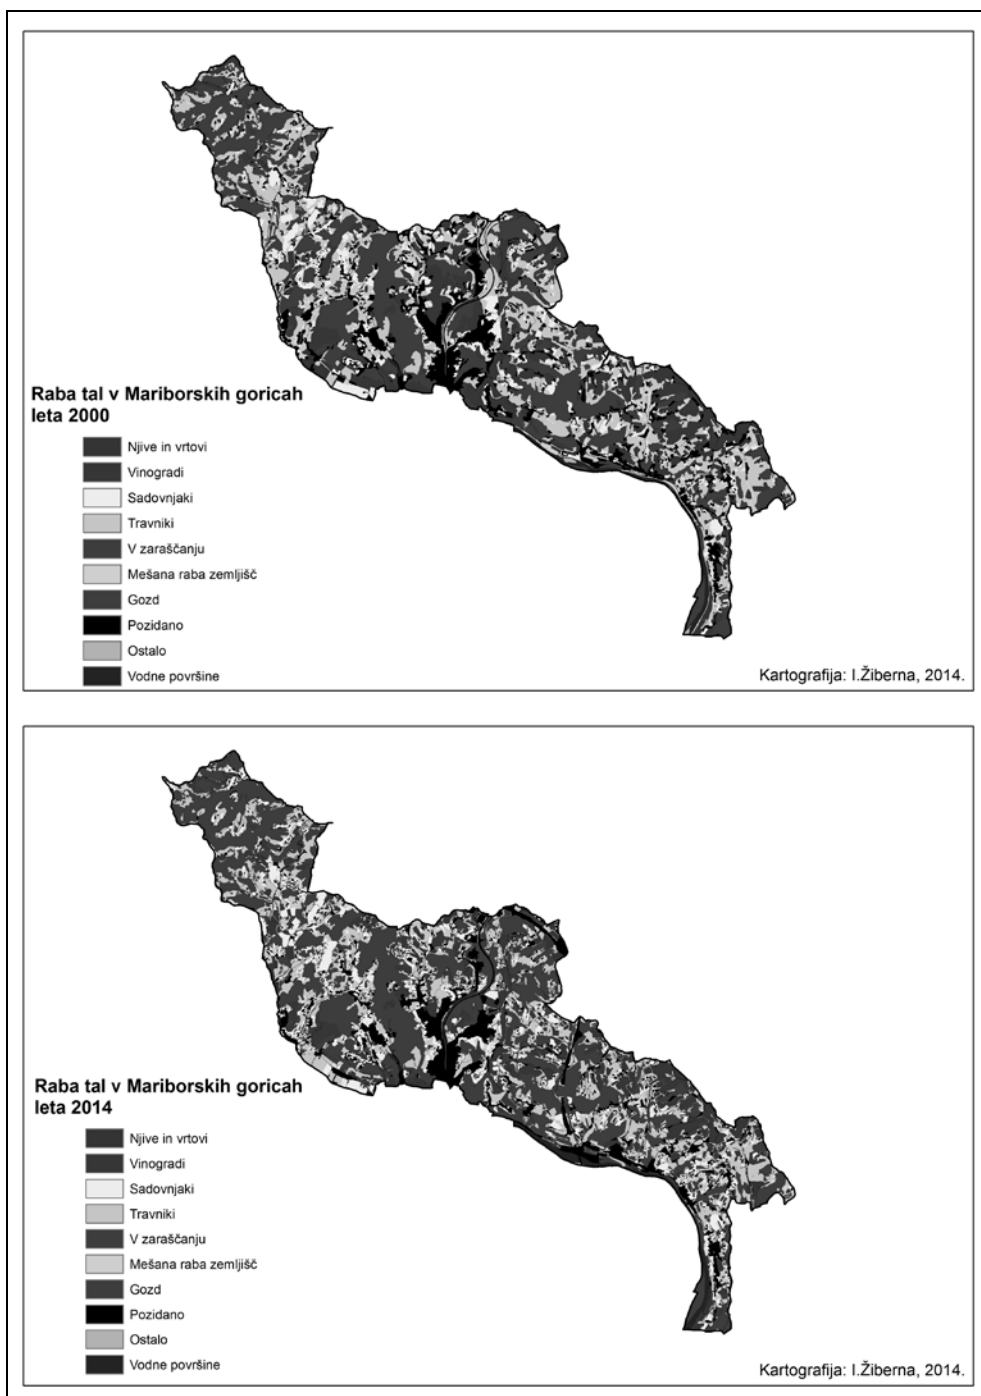 Raba tal v Mariborskih goricah
leta 2000
Njive in vrtovi
Vinogradi
Sadovnjaki
Travniki
V zaraščanju
Mešana raba zemljišč
Gozd
Pozidano
Ostalo
Vodne površine
Kartografija: I.Žiberna, 2014.
Raba tal v Mariborskih goricah
leta 2014
Njive in vrtovi
Vinogradi
Sadovnjaki
Travniki
V zaraščanju
Mešana raba zemljišč
Gozd
Pozidano
Ostalo
Vodne površine
Kartografija: I.Žiberna, 2014.